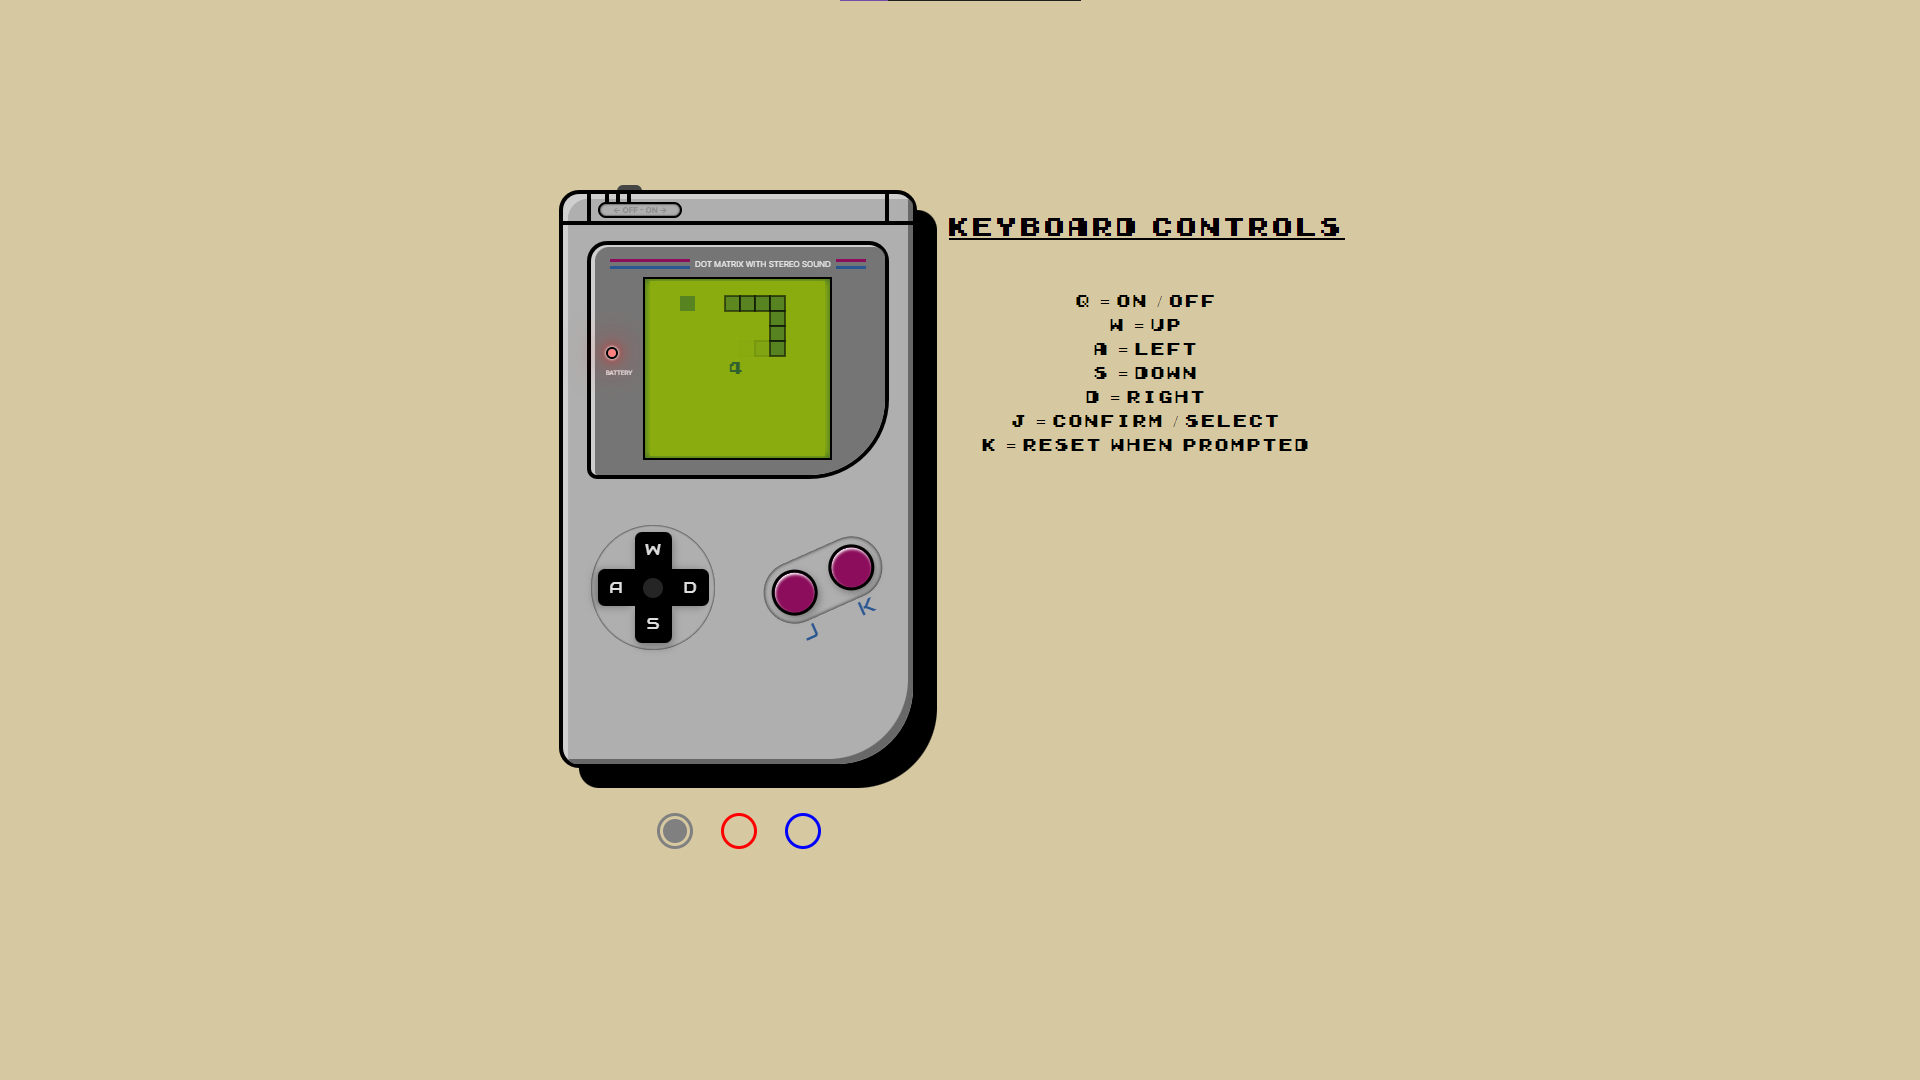 ← OFF · ON →
KEYBOARD CONTROLS
DOT MATRIX WITH STEREO SOUND
Q = ON / OFF
W = UP
A = LEFT
S = DOWN
D = RIGHT
J = CONFIRM / SELECT
K = RESET WHEN PROMPTED
BATTERY
4
W
A
D
S
K
J